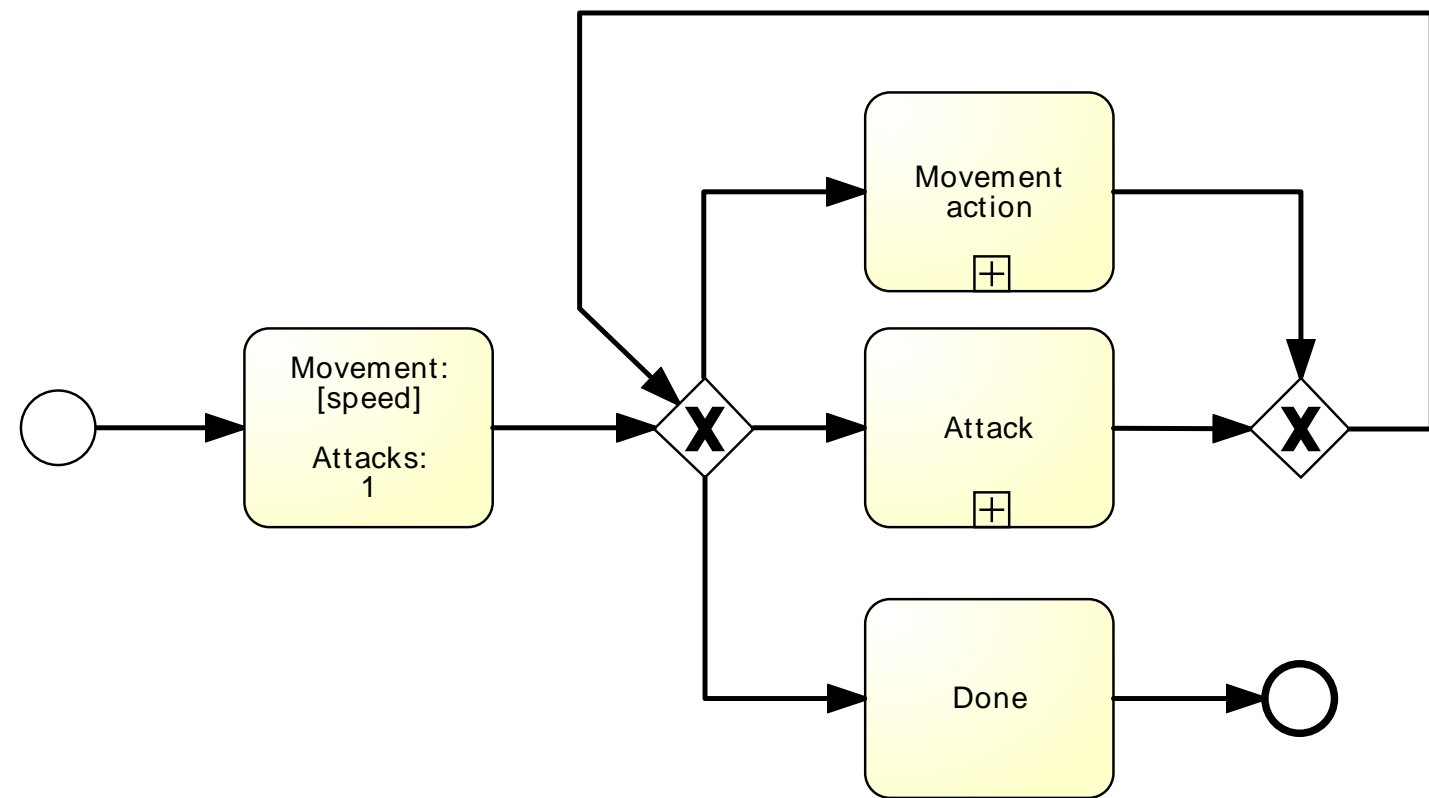 Movement
action
Movement:
[speed]
Attacks:
1
X
Attack
X
Done